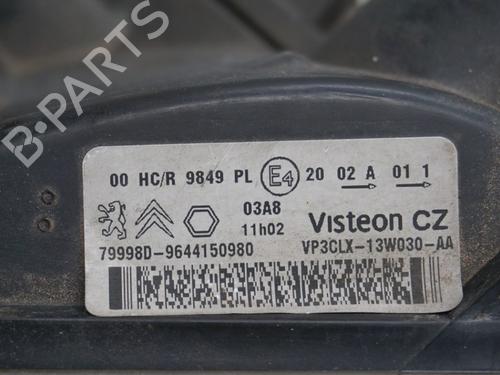 B-PARTS
00 HC/R 9849 PL E4 20 02 A 01 1
03A8
11h02
Visteon CZ
79998D-9644150980 VP3CLX-13W030-AA